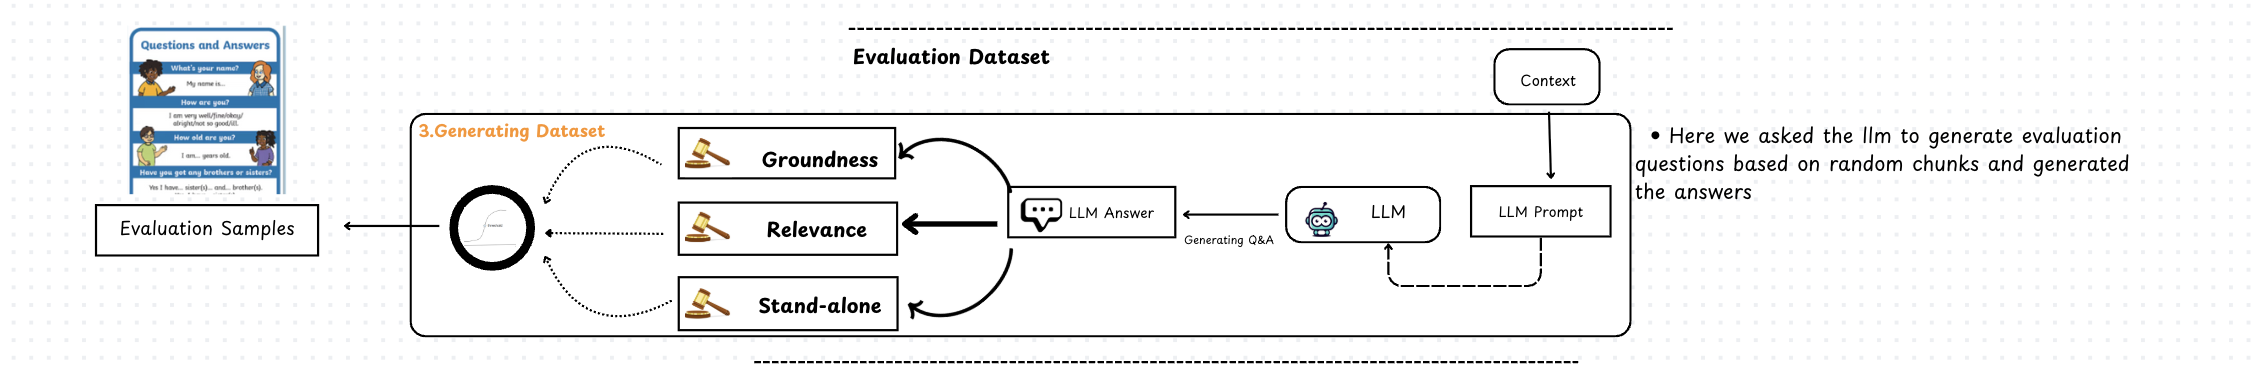 Questions and Answers
What's your name?
My name is...
How are you?
I am very well/fine/okay/
alright/not so good/ill.
How old are you?
I am... years old.
Have you got any brothers or sisters?
Yes I have... sister(s)... and... brother(s).
Evaluation Samples
Evaluation Dataset
Context
3.Generating Dataset
Groundness
Relevance
Stand-alone
LLM Answer
Generating Q&A
LLM
LLM Prompt
• Here we asked the llm to generate evaluation
questions based on random chunks and generated
the answers